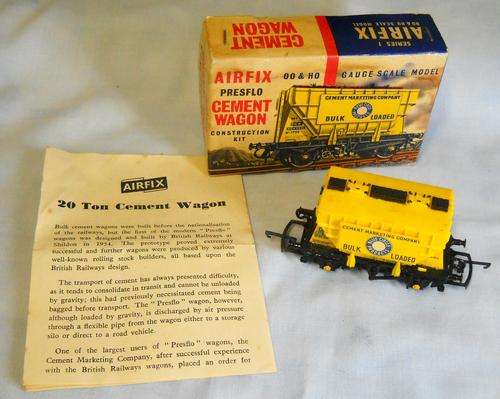 CEMENT
WAGON
AIRFIX
OO & HO SCALE MODEL
SERIES 1
AIRFIX OO & HO GAUGE SCALE MODEL
PRESFLO
CEMENT
WAGON
CONSTRUCTION
KIT
CEMENT MARKETING COMPANY
BULK LOADED
AIRFIX
20 Ton Cement Wagon
Bulk cement wagons were built before the nationalisation
of the railways, but the first of the modern "Presflo"
wagons was designed and built by British Railways at
Shildon in 1954. The prototype proved extremely
successful and further wagons were produced by various
well-known rolling stock builders, all based upon the
British Railways design.
The transport of cement has always presented difficulty,
as it tends to consolidate in transit and cannot be unloaded
by gravity; this had previously necessitated cement being
bagged before transport. The "Presflo" wagon, however,
although loaded by gravity, is discharged by air pressure
through a flexible pipe from the wagon either to a storage
silo or direct to a road vehicle.
One of the largest users of "Presflo" wagons, the
Cement Marketing Company, after successful experience
with the British Railways wagons, placed an order for
CEMENT MARKETING COMPANY
BULK LOADED